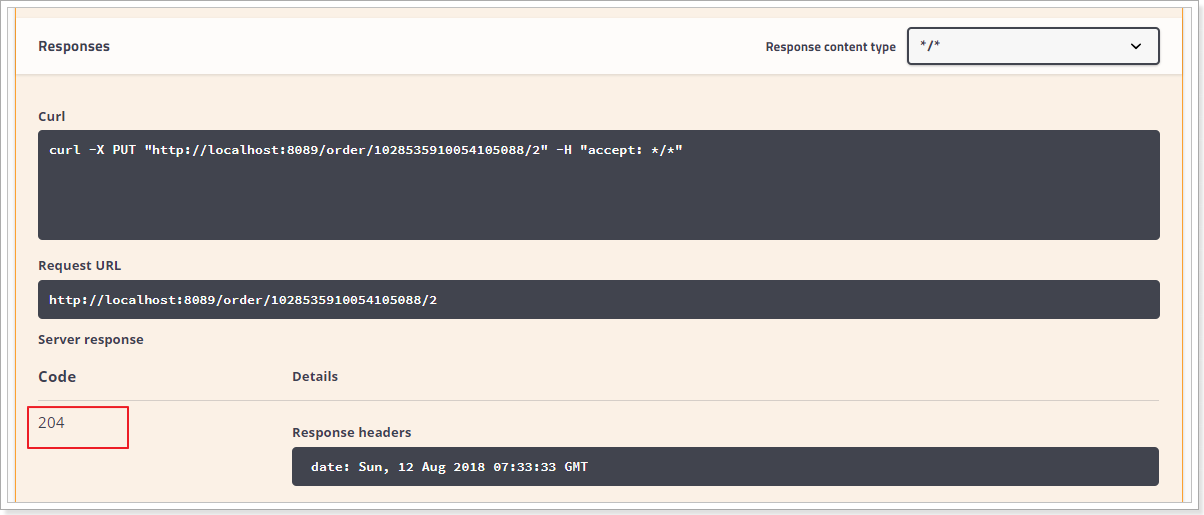 Responses
Response content type
*/*
Curl
curl -X PUT "http://localhost:8089/order/1028535910054105088/2" -H "accept: */*"
Request URL
http://localhost:8089/order/1028535910054105088/2
Server response
Code
Details
204
Response headers
date: Sun, 12 Aug 2018 07:33:33 GMT